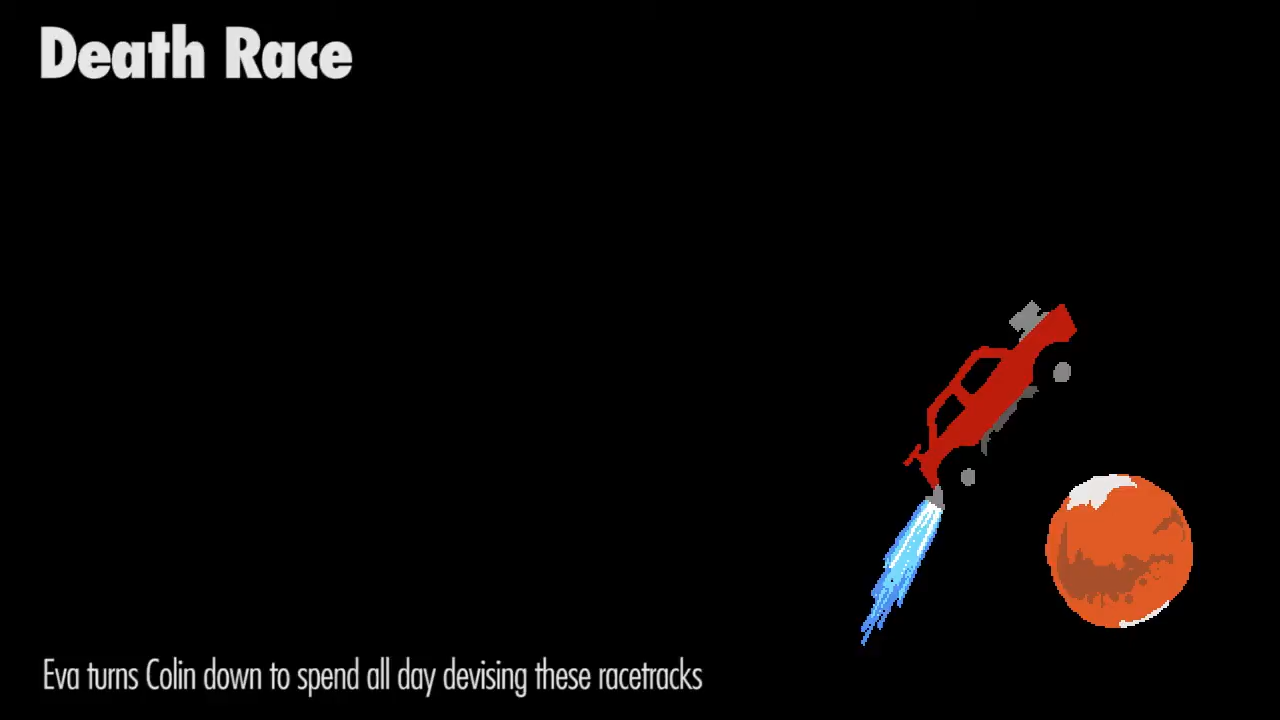 Death Race
Eva turns Colin down to spend all day devising these racetracks